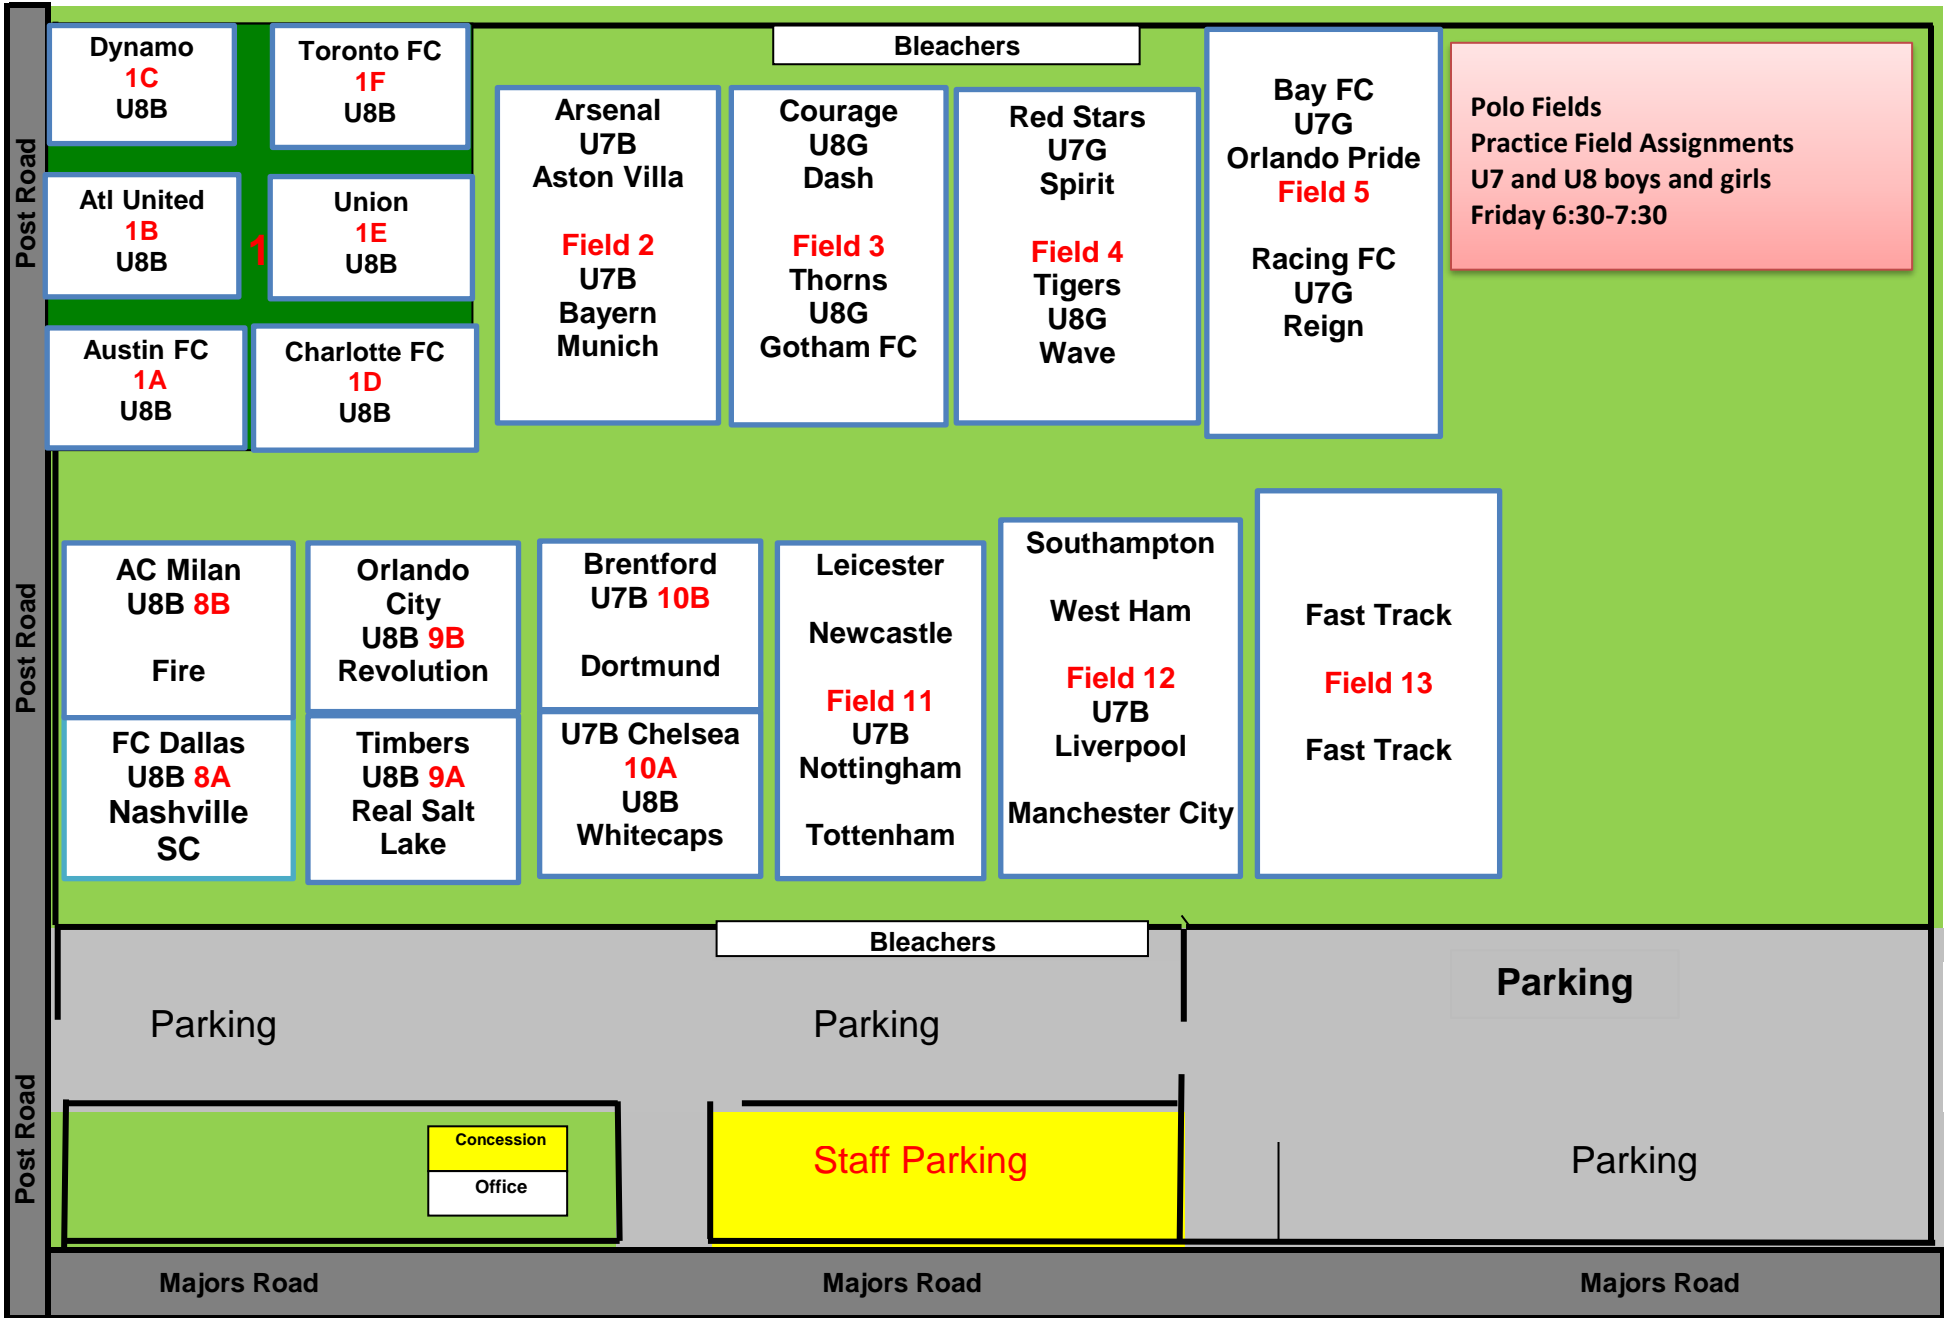 Dynamo
1C
U8B
Toronto FC
1F
U8B
Bleachers
Atl United
1B
U8B
1
Union
1E
U8B
Austin FC
1A
U8B
Charlotte FC
1D
U8B
Arsenal
U7B
Aston Villa
Field 2
U7B
Bayern
Munich
Courage
U8G
Dash
Field 3
Thorns
U8G
Gotham FC
Red Stars
U7G
Spirit
Field 4
Tigers
U8G
Wave
Bay FC
U7G
Orlando Pride
Field 5
Racing FC
U7G
Reign
Polo Fields
Practice Field Assignments
U7 and U8 boys and girls
Friday 6:30-7:30
Post Road
Post Road
Post Road
AC Milan
U8B 8B
Fire
FC Dallas
U8B 8A
Nashville
SC
Orlando
City
U8B 9B
Revolution
Timbers
U8B 9A
Real Salt
Lake
Brentford
U7B 10B
Dortmund
U7B Chelsea
10A
U8B
Whitecaps
Leicester
Newcastle
Field 11
U7B
Nottingham
Tottenham
Southampton
West Ham
Field 12
U7B
Liverpool
Manchester City
Fast Track
Field 13
Fast Track
Bleachers
Parking
Parking
Parking
Concession
Office
Staff Parking
Parking
Majors Road
Majors Road
Majors Road